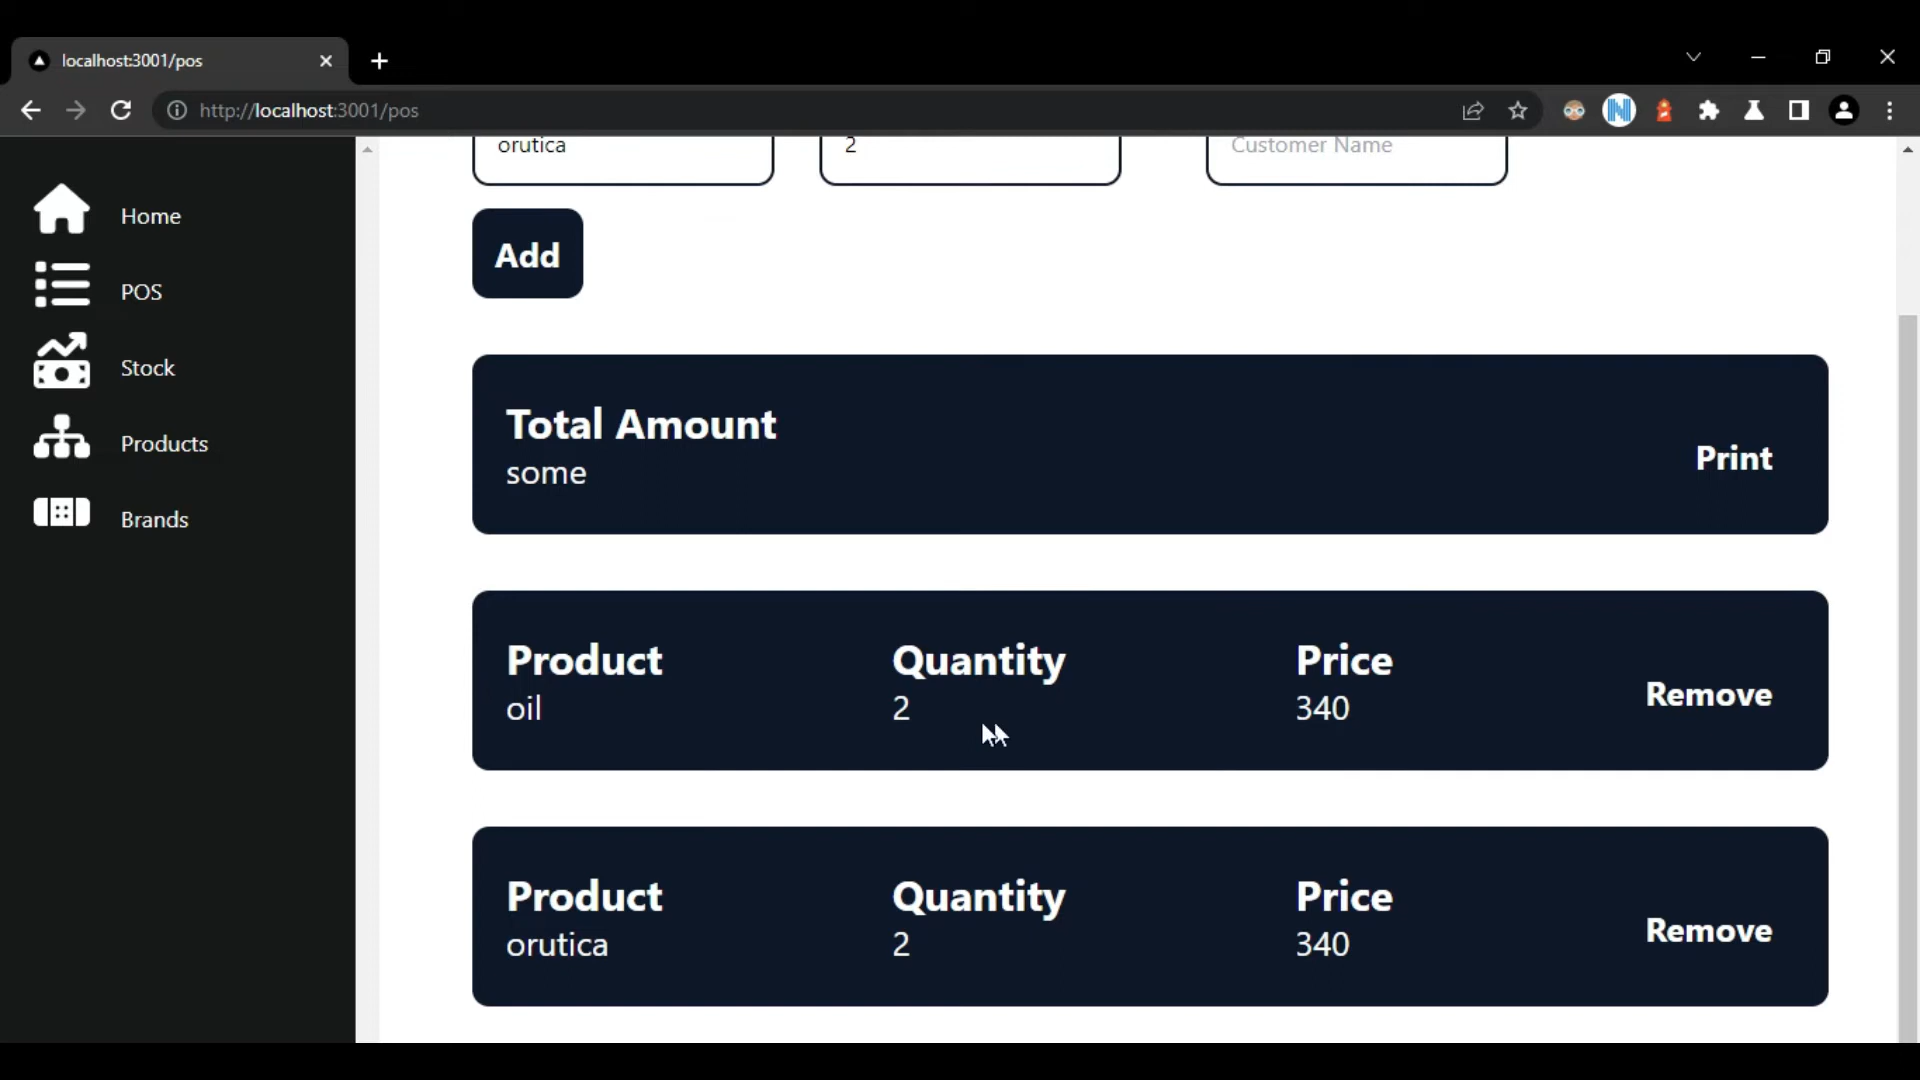 localhost:3001/pos
http://localhost:3001/pos
orutica
2
Customer Name
Add
Home
POS
Stock
Products
Brands
Total Amount
some
Print
Product
oil
Quantity
2
Price
340
Remove
Product
orutica
Quantity
2
Price
340
Remove